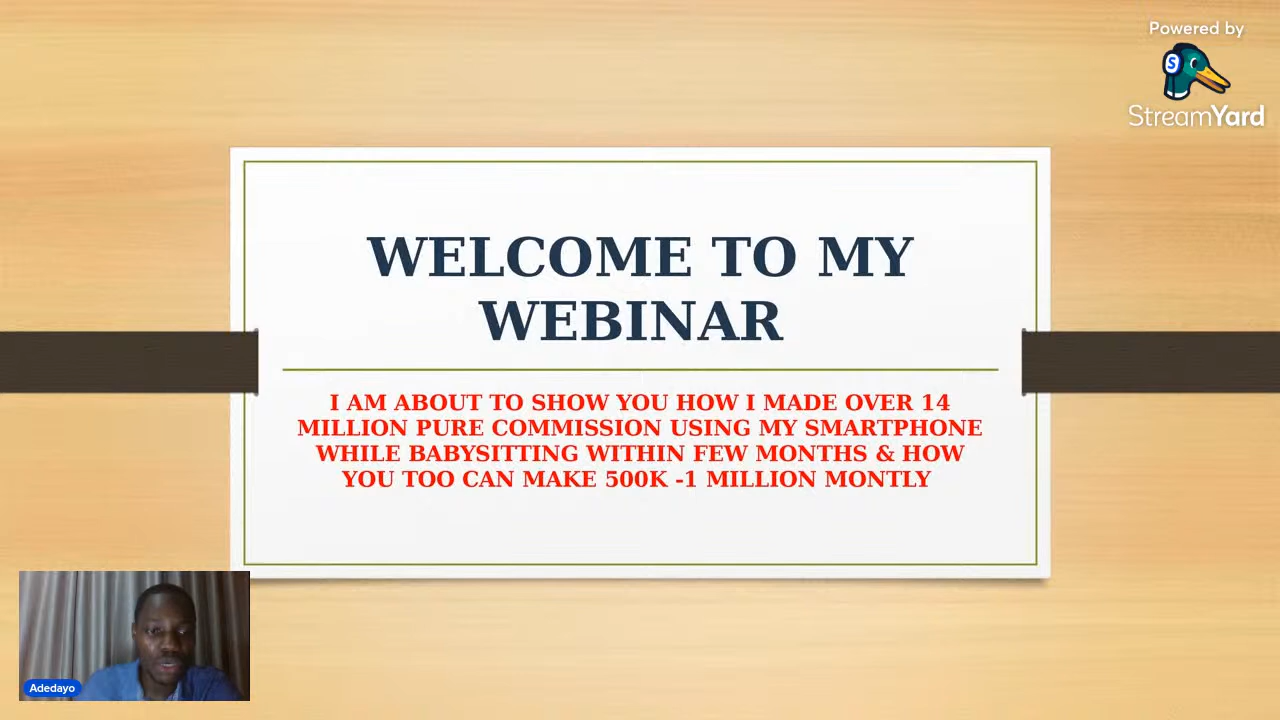 Powered by
S
StreamYard
WELCOME TO MY
WEBINAR
I AM ABOUT TO SHOW YOU HOW I MADE OVER 14
MILLION PURE COMMISSION USING MY SMARTPHONE
WHILE BABYSITTING WITHIN FEW MONTHS & HOW
YOU TOO CAN MAKE 500K -1 MILLION MONTLY
Adedayo